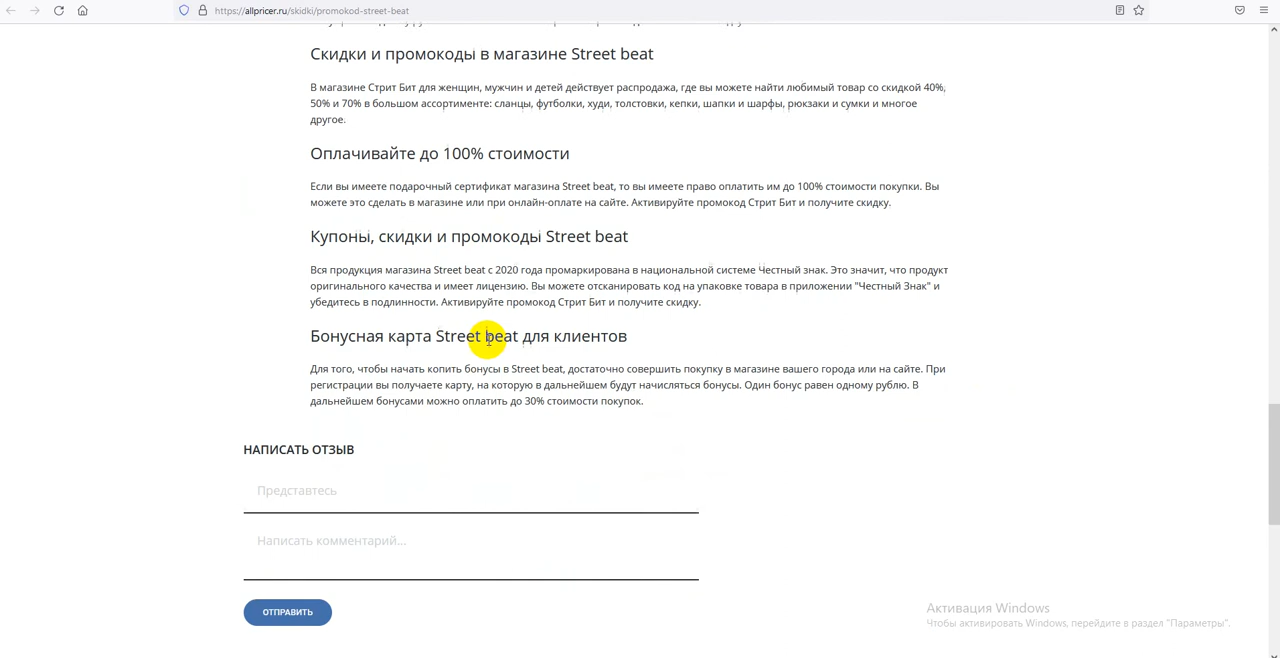 https://allpricer.ru/skidki/promokod-street-beat
Скидки и промокоды в магазине Street beat
В магазине Стрит Бит для женщин, мужчин и детей действует распродажа, где вы можете найти любимый товар со скидкой 40%,
50% и 70% в большом ассортименте: сланцы, футболки, худи, толстовки, кепки, шапки и шарфы, рюкзаки и сумки и многое
другое.
Оплачивайте до 100% стоимости
Если вы имеете подарочный сертификат магазина Street beat, то вы имеете право оплатить им до 100% стоимости покупки. Вы
можете это сделать в магазине или при онлайн-оплате на сайте. Активируйте промокод Стрит Бит и получите скидку.
Купоны, скидки и промокоды Street beat
Вся продукция магазина Street beat с 2020 года промаркирована в национальной системе Честный знак. Это значит, что продукт
оригинального качества и имеет лицензию. Вы можете отсканировать код на упаковке товара в приложении "Честный Знак" и
убедитесь в подлинности. Активируйте промокод Стрит Бит и получите скидку.
Бонусная карта Street beat для клиентов
Для того, чтобы начать копить бонусы в Street beat, достаточно совершить покупку в магазине вашего города или на сайте. При
регистрации вы получаете карту, на которую в дальнейшем будут начисляться бонусы. Один бонус равен одному рублю. В
дальнейшем бонусами можно оплатить до 30% стоимости покупок.
НАПИСАТЬ ОТЗЫВ
Представтесь
Написать комментарий...
ОТПРАВИТЬ
Активация Windows
Чтобы активировать Windows, перейдите в раздел "Параметры".